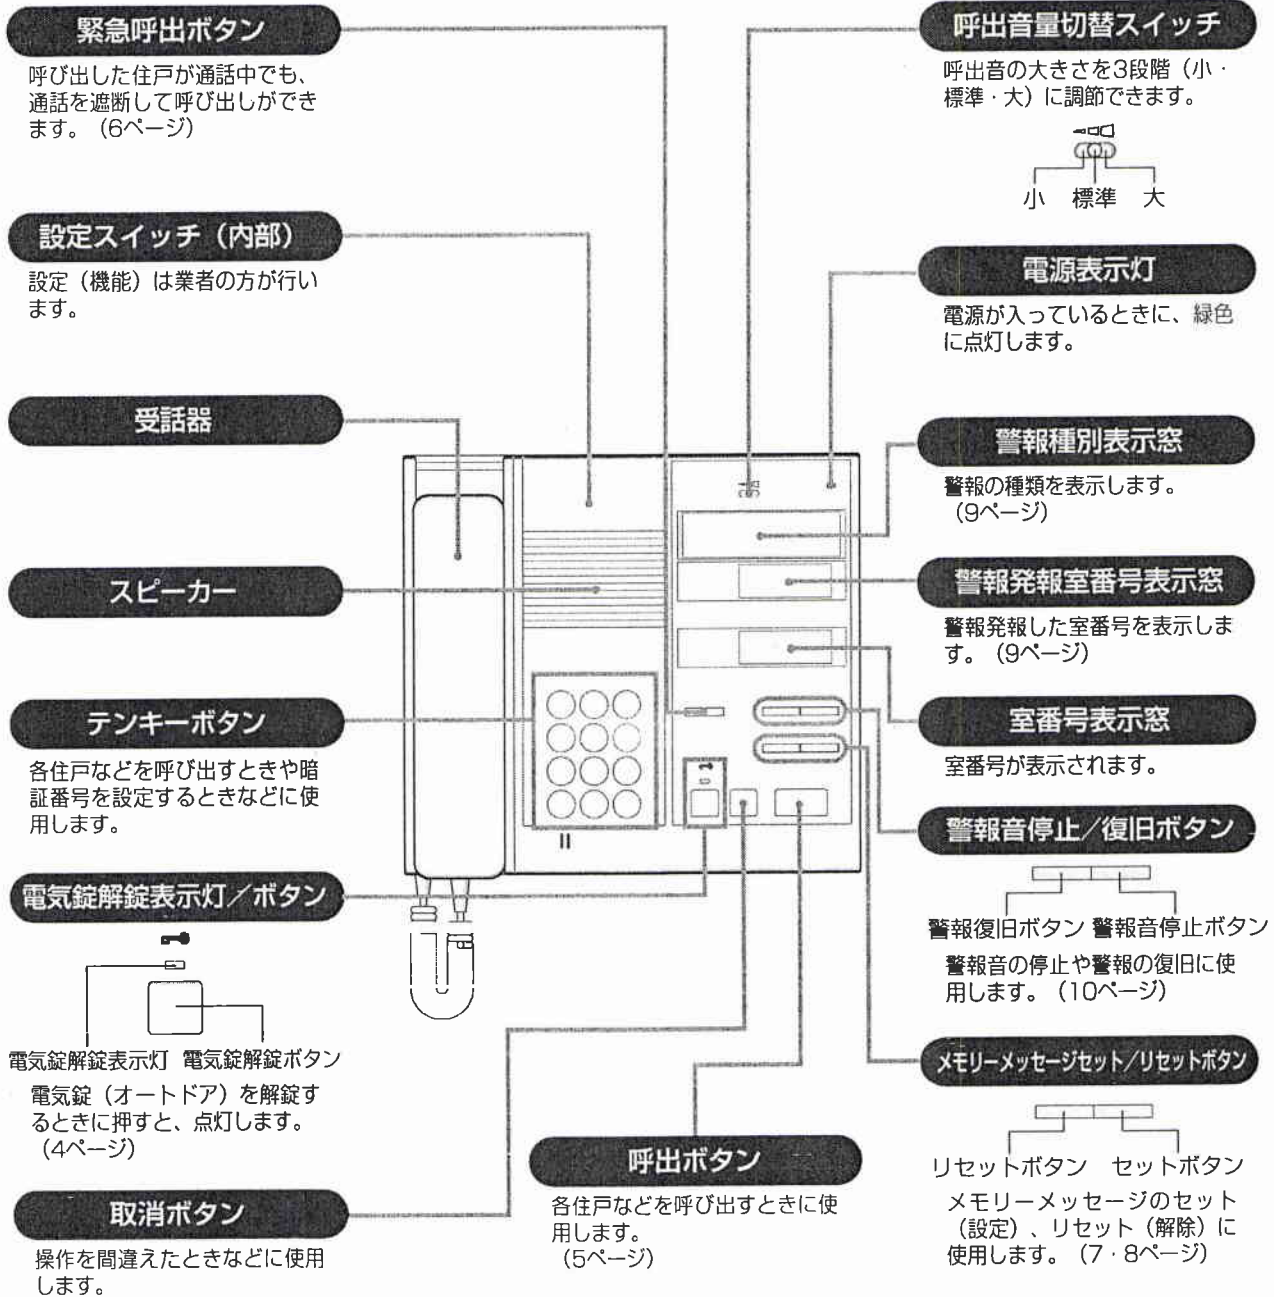 緊急呼出ボタン
呼び出した住戸が通話中でも、
通話を遮断して呼び出しができ
ます。（6ページ）
設定スイッチ（内部）
設定（機能）は業者の方が行い
ます。
受話器
スピーカー
テンキーボタン
各住戸などを呼び出すときや暗
証番号を設定するときなどに使
用します。
電気錠解錠表示灯／ボタン
電気錠解錠表示灯 電気錠解錠ボタン
電気錠（オートドア）を解錠す
るときに押すと、点灯します。
（4ページ）
取消ボタン
操作を間違えたときなどに使用
します。
呼出ボタン
各住戸などを呼び出すときに使
用します。
（5ページ）
呼出音量切替スイッチ
呼出音の大きさを3段階（小・
標準・大）に調節できます。
小 標準 大
電源表示灯
電源が入っているときに、緑色
に点灯します。
警報種別表示窓
警報の種類を表示します。
（9ページ）
警報発報室番号表示窓
警報発報した室番号を表示しま
す。（9ページ）
室番号表示窓
室番号が表示されます。
警報音停止／復旧ボタン
警報復旧ボタン 警報音停止ボタン
警報音の停止や警報の復旧に使
用します。（10ページ）
メモリーメッセージセット／リセットボタン
リセットボタン セットボタン
メモリーメッセージのセット
（設定）、リセット（解除）に
使用します。（7・8ページ）